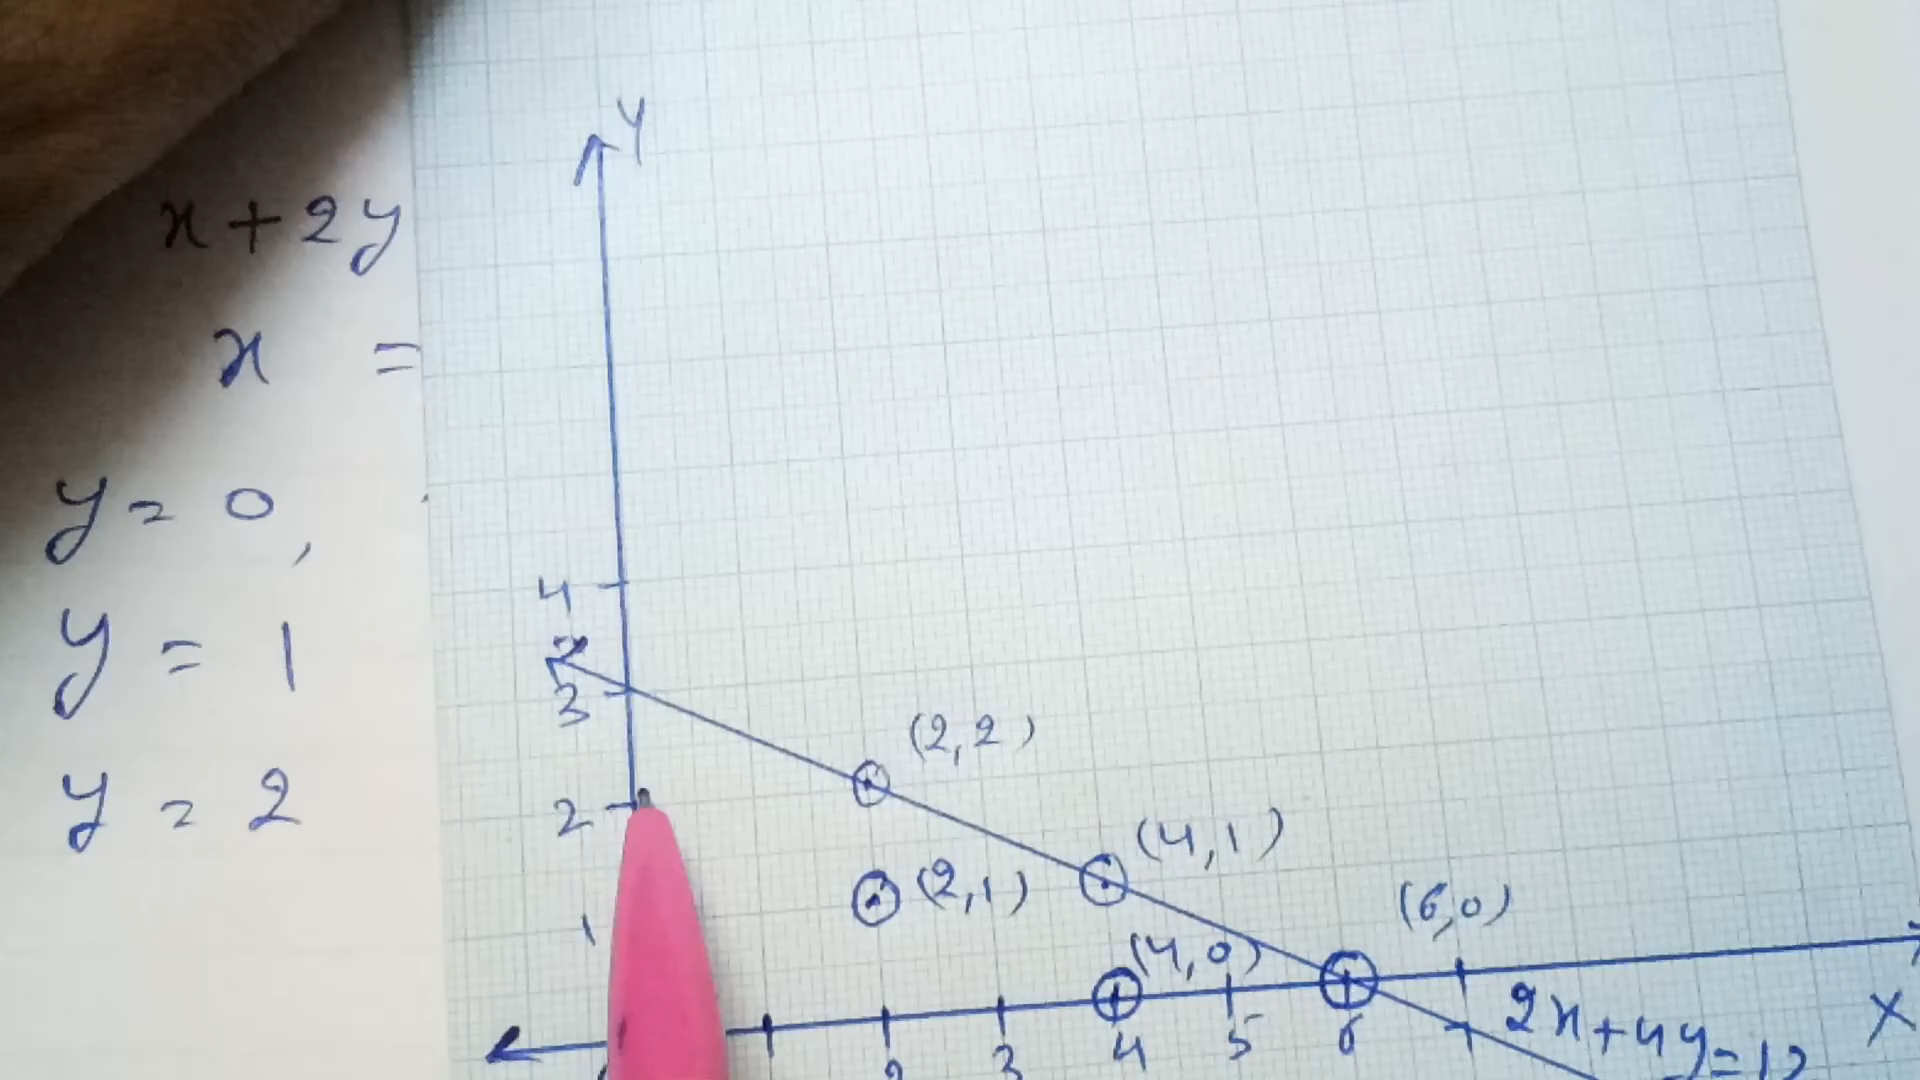 x + 2y
x =
y = 0,
y = 1
y = 2
Y
4
3
(2,2)
2
(4,1)
(2,1)
1
(6,0)
(4,0)
2x+4y=12
X
2 3 4 5 6